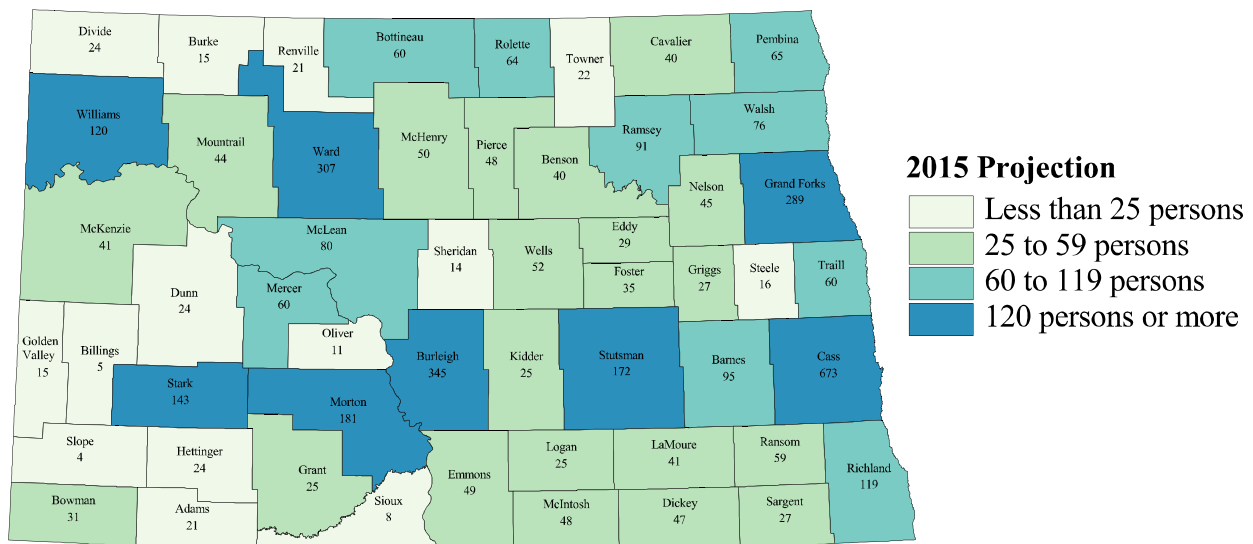 Divide
24
Burke
15
Renville
21
Bottineau
60
Rolette
64
Towner
22
Cavalier
40
Pembina
65
Williams
120
Mountrail
44
Ward
307
McHenry
50
Pierce
48
Benson
40
Ramsey
91
Walsh
76
Nelson
45
Grand Forks
289
McKenzie
41
McLean
80
Sheridan
14
Wells
52
Eddy
29
Foster
35
Griggs
27
Steele
16
Traill
60
Dunn
24
Mercer
60
Oliver
11
Golden
Valley
15
Billings
5
Stark
143
Morton
181
Burleigh
345
Kidder
25
Stutsman
172
Barnes
95
Cass
673
Slope
4
Hettinger
24
Grant
25
Emmons
49
Logan
25
LaMoure
41
Ransom
59
Richland
119
Bowman
31
Adams
21
Sioux
8
McIntosh
48
Dickey
47
Sargent
27
2015 Projection
Less than 25 persons
25 to 59 persons
60 to 119 persons
120 persons or more